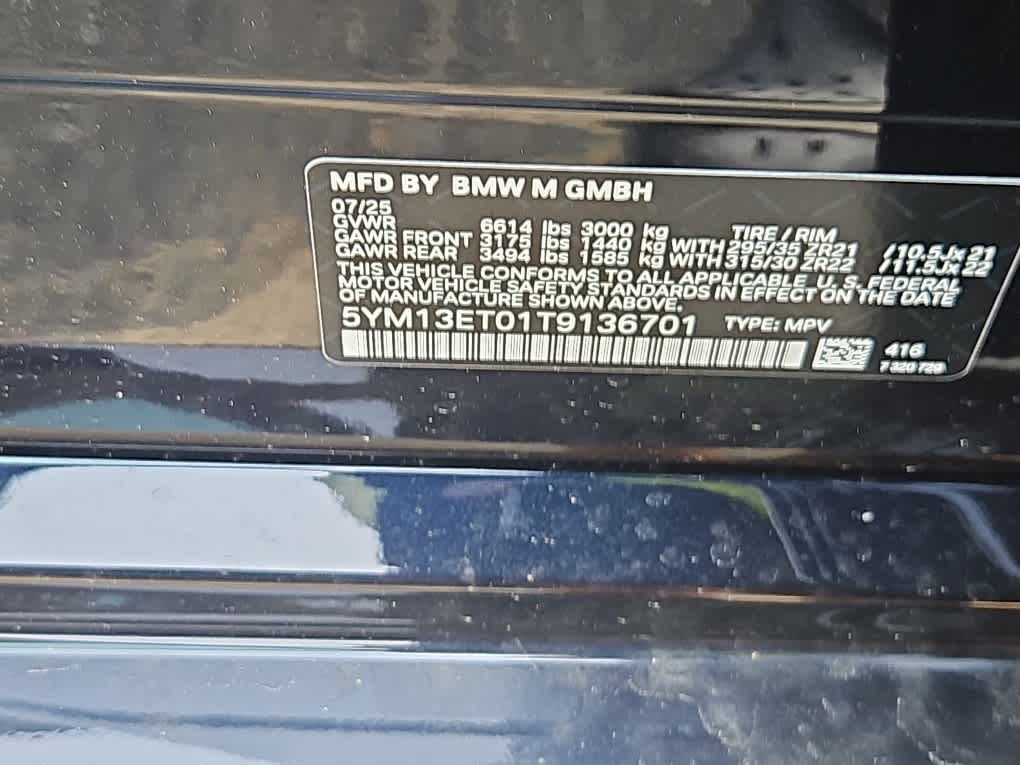 MFD BY BMW M GMBH
07/25
GVWR 6614 lbs 3000 kg TIRE / RIM
GAWR FRONT 3175 lbs 1440 kg WITH 295/35 ZR21 /10.5Jx 21
GAWR REAR 3494 lbs 1585 kg WITH 315/30 ZR22 /11.5Jx 22
THIS VEHICLE CONFORMS TO ALL APPLICABLE U. S. FEDERAL
MOTOR VEHICLE SAFETY STANDARDS IN EFFECT ON THE DATE
OF MANUFACTURE SHOWN ABOVE.
5YM13ET01T9136701 TYPE: MPV
416
7 320 728